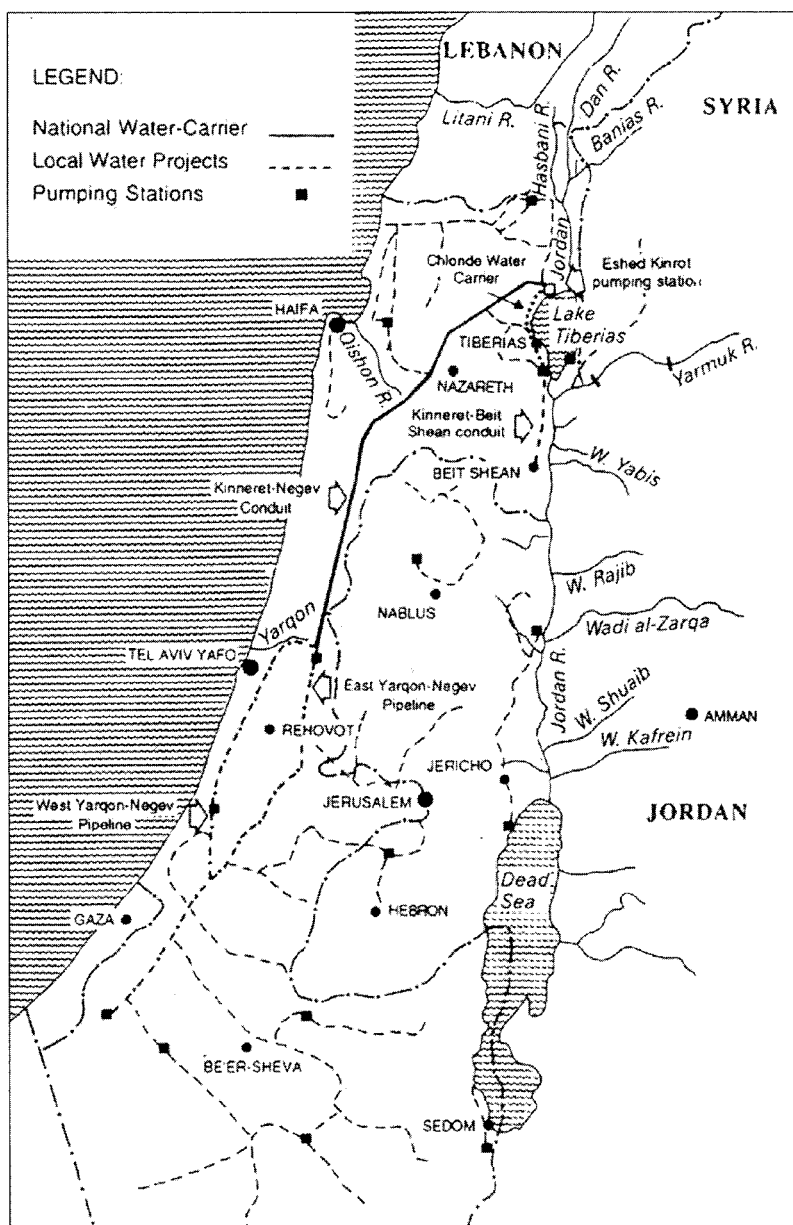 LEBANON
LEGEND:
SYRIA
National Water-Carrier
Local Water Projects
Pumping Stations
Litani R.
Hasbani R.
Dan R.
Banias R.
Jordan
Chlonde Water
Carrier
Eshed Kinrot
pumping station
HAIFA
Qishon R.
Lake
Tiberias
TIBERIAS
NAZARETH
Yarmuk R.
Kinneret-Beit
Shean conduit
BEIT SHEAN
W. Yabis
Kinneret-Negev
Conduit
W. Rajib
NABLUS
Wadi al-Zarqa
Yarqon
TEL AVIV YAFO
East Yarqon-Negev
Pipeline
Jordan R.
W. Shuaib
AMMAN
REHOVOT
W. Kafrein
JERICHO
JERUSALEM
West Yarqon-Negev
Pipeline
JORDAN
Dead
Sea
GAZA
HEBRON
BE'ER-SHEVA
SEDOM